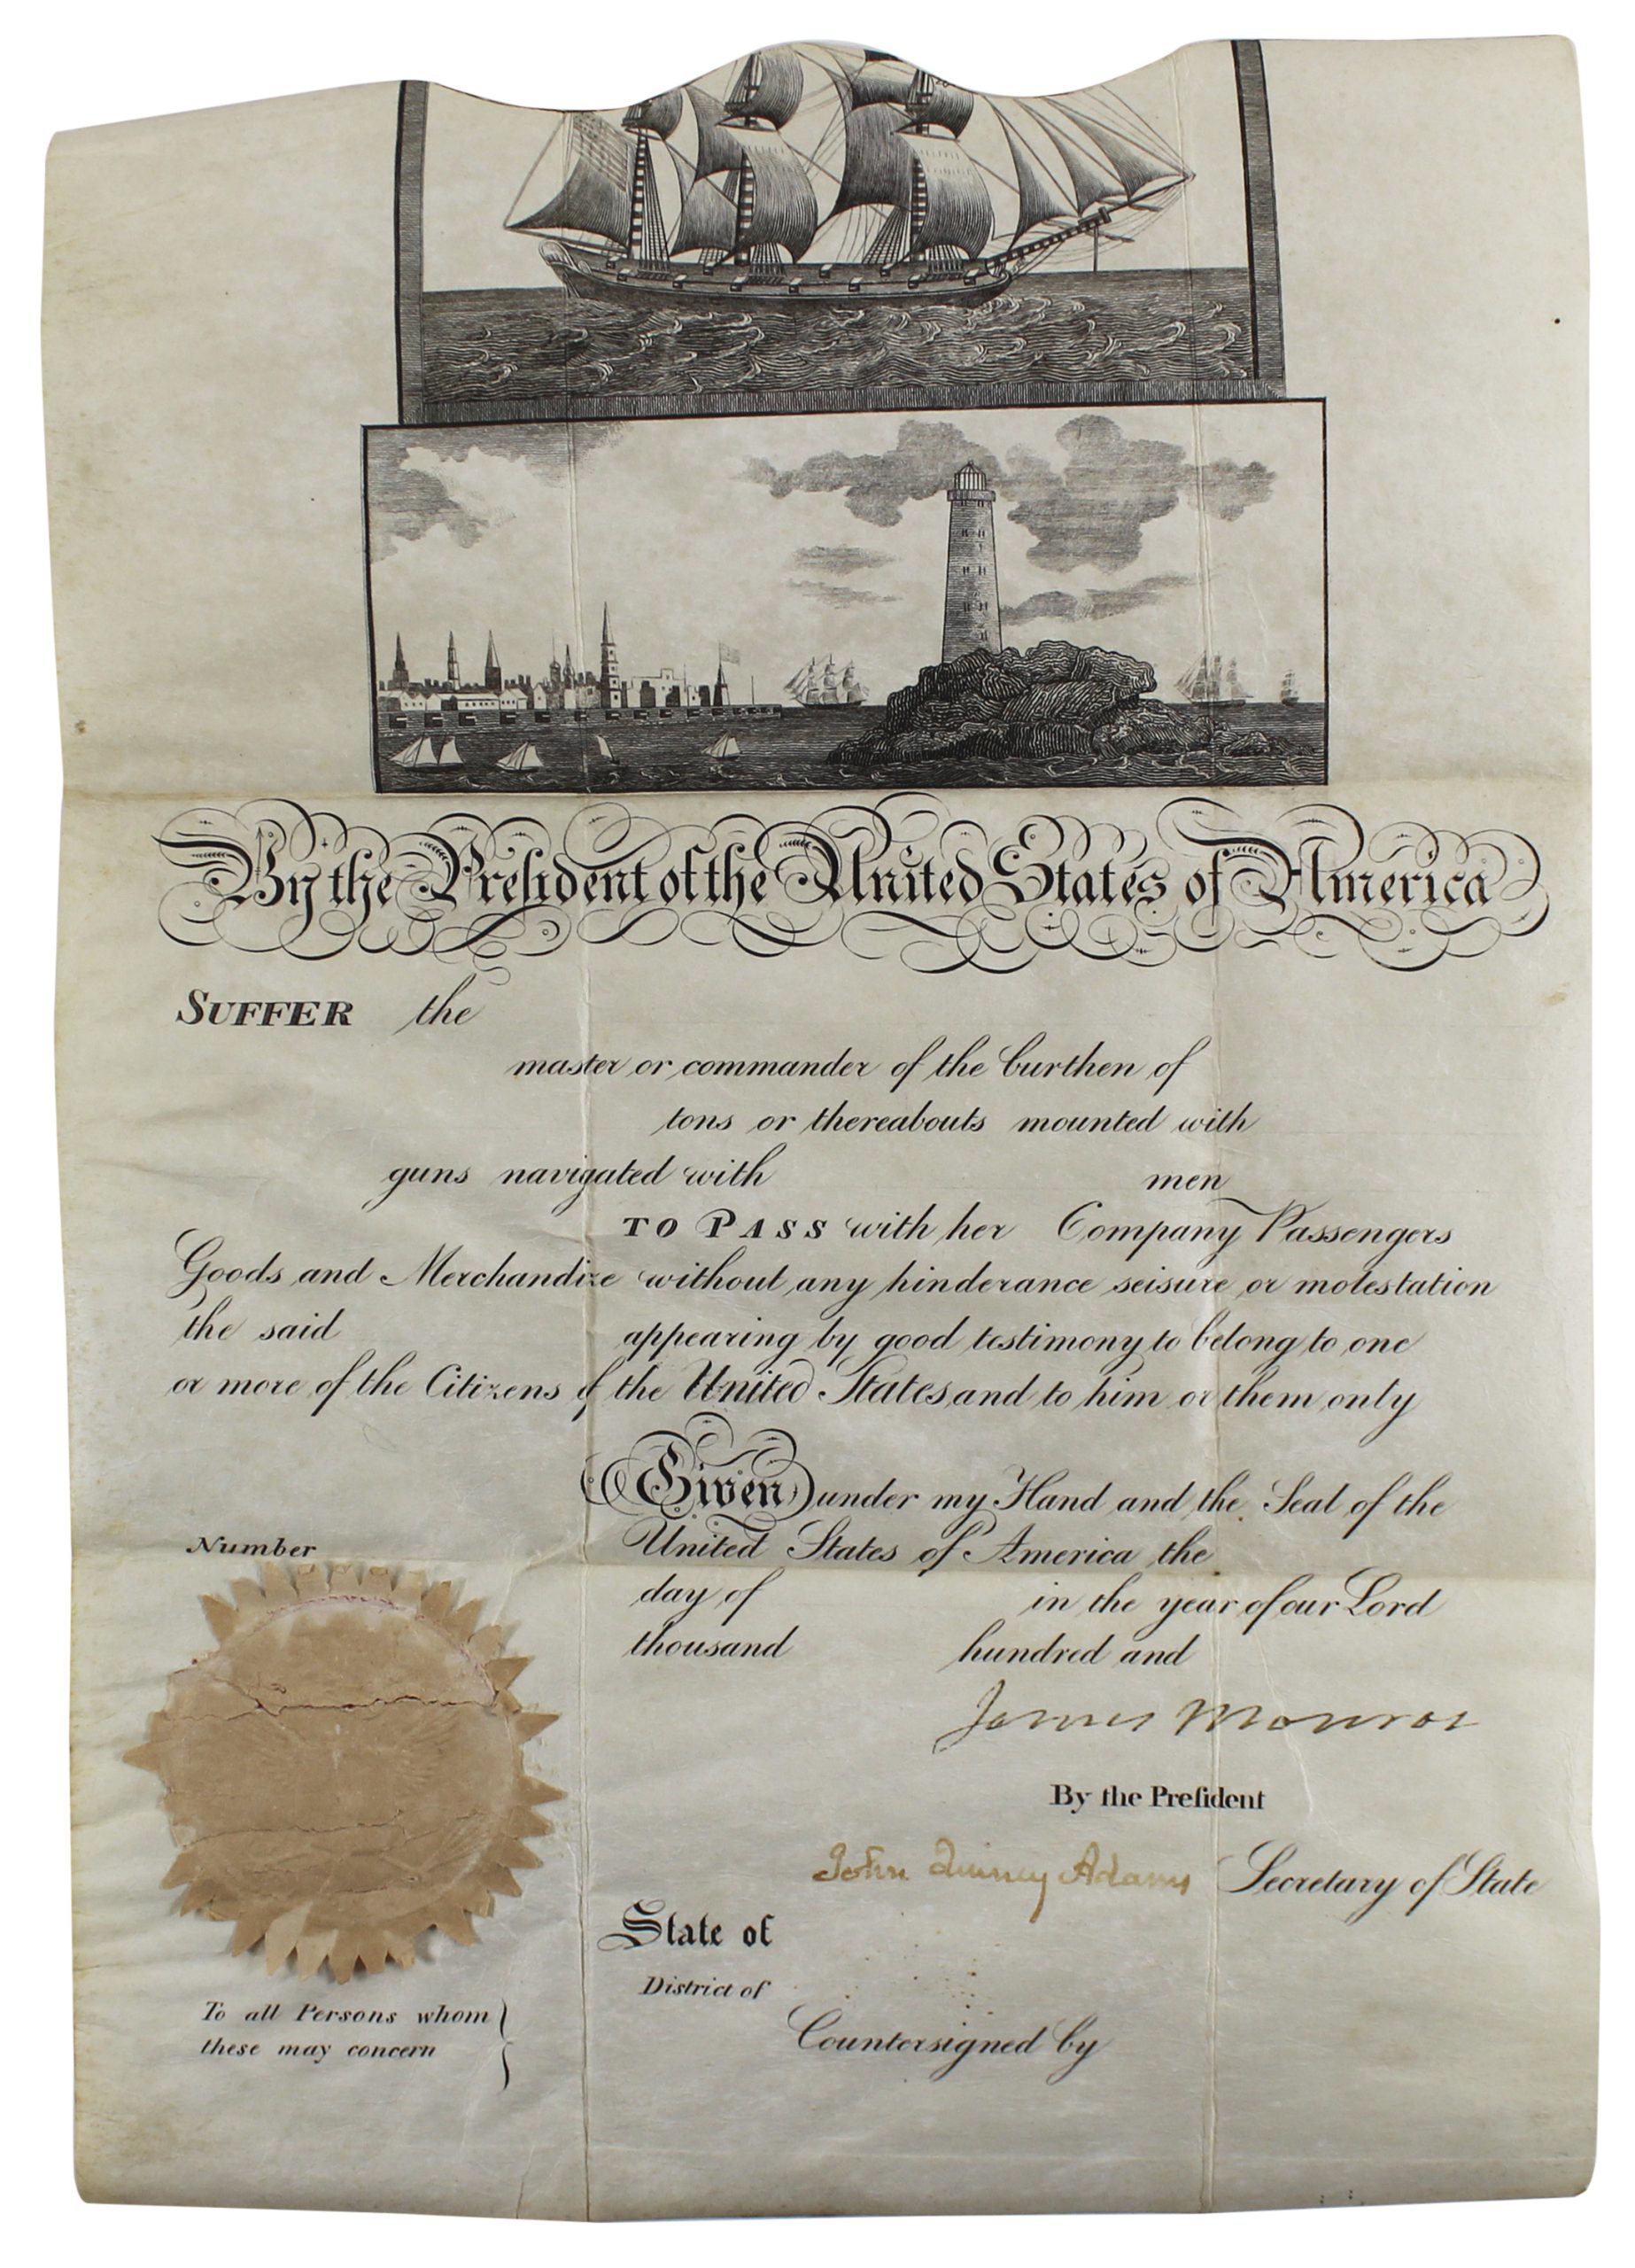 By the Preſident of the United States of America
SUFFER the
master or commander of the burthen of
tons or thereabouts mounted with
guns navigated with men
TO PASS with her Company Passengers
Goods and Merchandize without any hinderance seisure or molestation
the said appearing by good testimony to belong to one
or more of the Citizens of the United States and to him or them only
Given under my Hand and the Seal of the
United States of America the
Number
day of in the year of our Lord
thousand hundred and
James Monroe
By the Preſident
John Quincy Adams Secretary of State
State of
District of
To all Persons whom
these may concern
Countersigned by